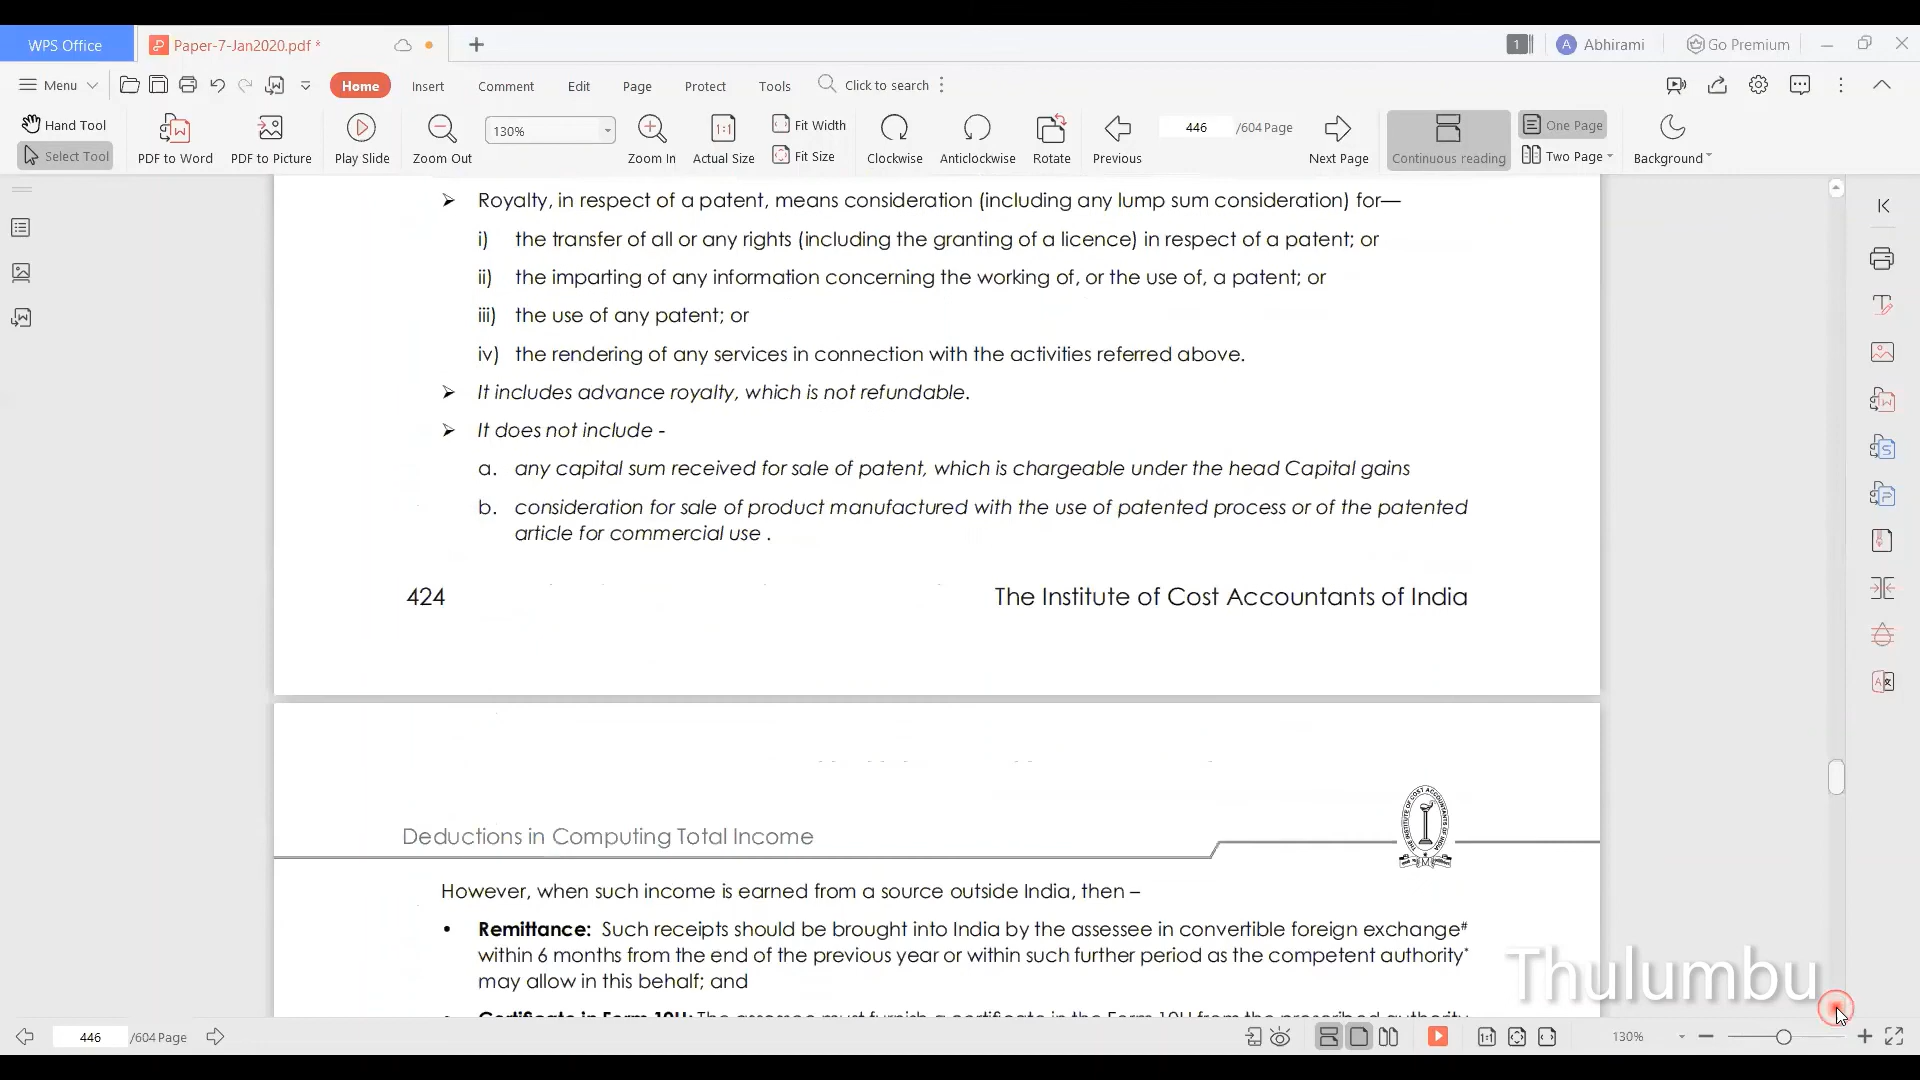 WPS Office
Paper-7-Jan2020.pdf *
1
A Abhirami
Go Premium
Menu
Home
Insert
Comment
Edit
Page
Protect
Tools
Click to search
Hand Tool
Select Tool
PDF to Word
PDF to Picture
Play Slide
Zoom Out
130%
Zoom In
Actual Size
Fit Width
Fit Size
Clockwise
Anticlockwise
Rotate
Previous
446 /604 Page
Next Page
Continuous reading
One Page
Two Page
Background
➢ Royalty, in respect of a patent, means consideration (including any lump sum consideration) for—
i) the transfer of all or any rights (including the granting of a licence) in respect of a patent; or
ii) the imparting of any information concerning the working of, or the use of, a patent; or
iii) the use of any patent; or
iv) the rendering of any services in connection with the activities referred above.
➢ It includes advance royalty, which is not refundable.
➢ It does not include -
a. any capital sum received for sale of patent, which is chargeable under the head Capital gains
b. consideration for sale of product manufactured with the use of patented process or of the patented
article for commercial use .
424 The Institute of Cost Accountants of India
Deductions in Computing Total Income
However, when such income is earned from a source outside India, then –
• Remittance: Such receipts should be brought into India by the assessee in convertible foreign exchange#
within 6 months from the end of the previous year or within such further period as the competent authority*
may allow in this behalf; and
Thulumbu
446 /604 Page
130%